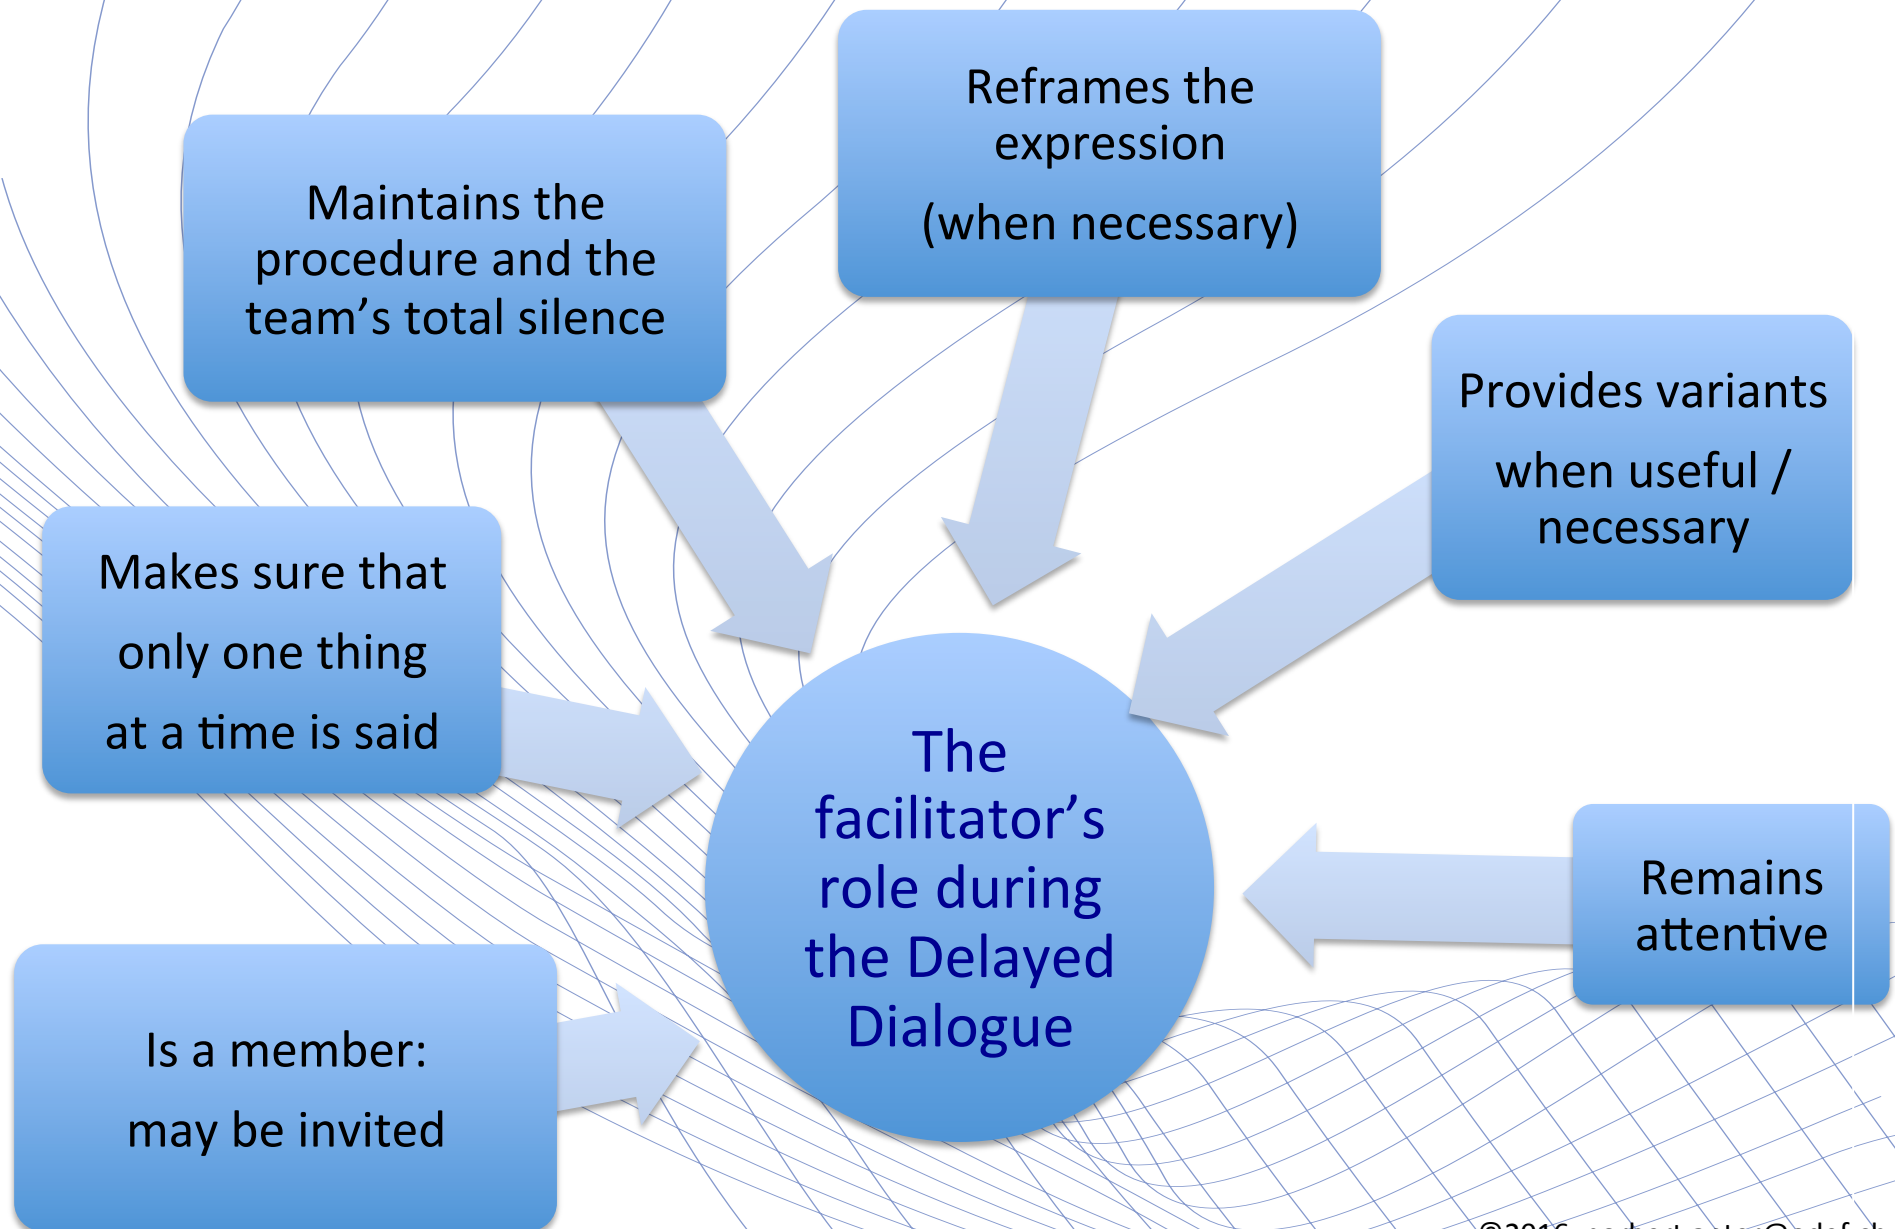 Reframes the
expression
(when necessary)
Maintains the
procedure and the
team’s total silence
Provides variants
when useful /
necessary
Makes sure that
only one thing
at a time is said
The
facilitator’s
role during
the Delayed
Dialogue
Remains
attentive
Is a member:
may be invited
©2016